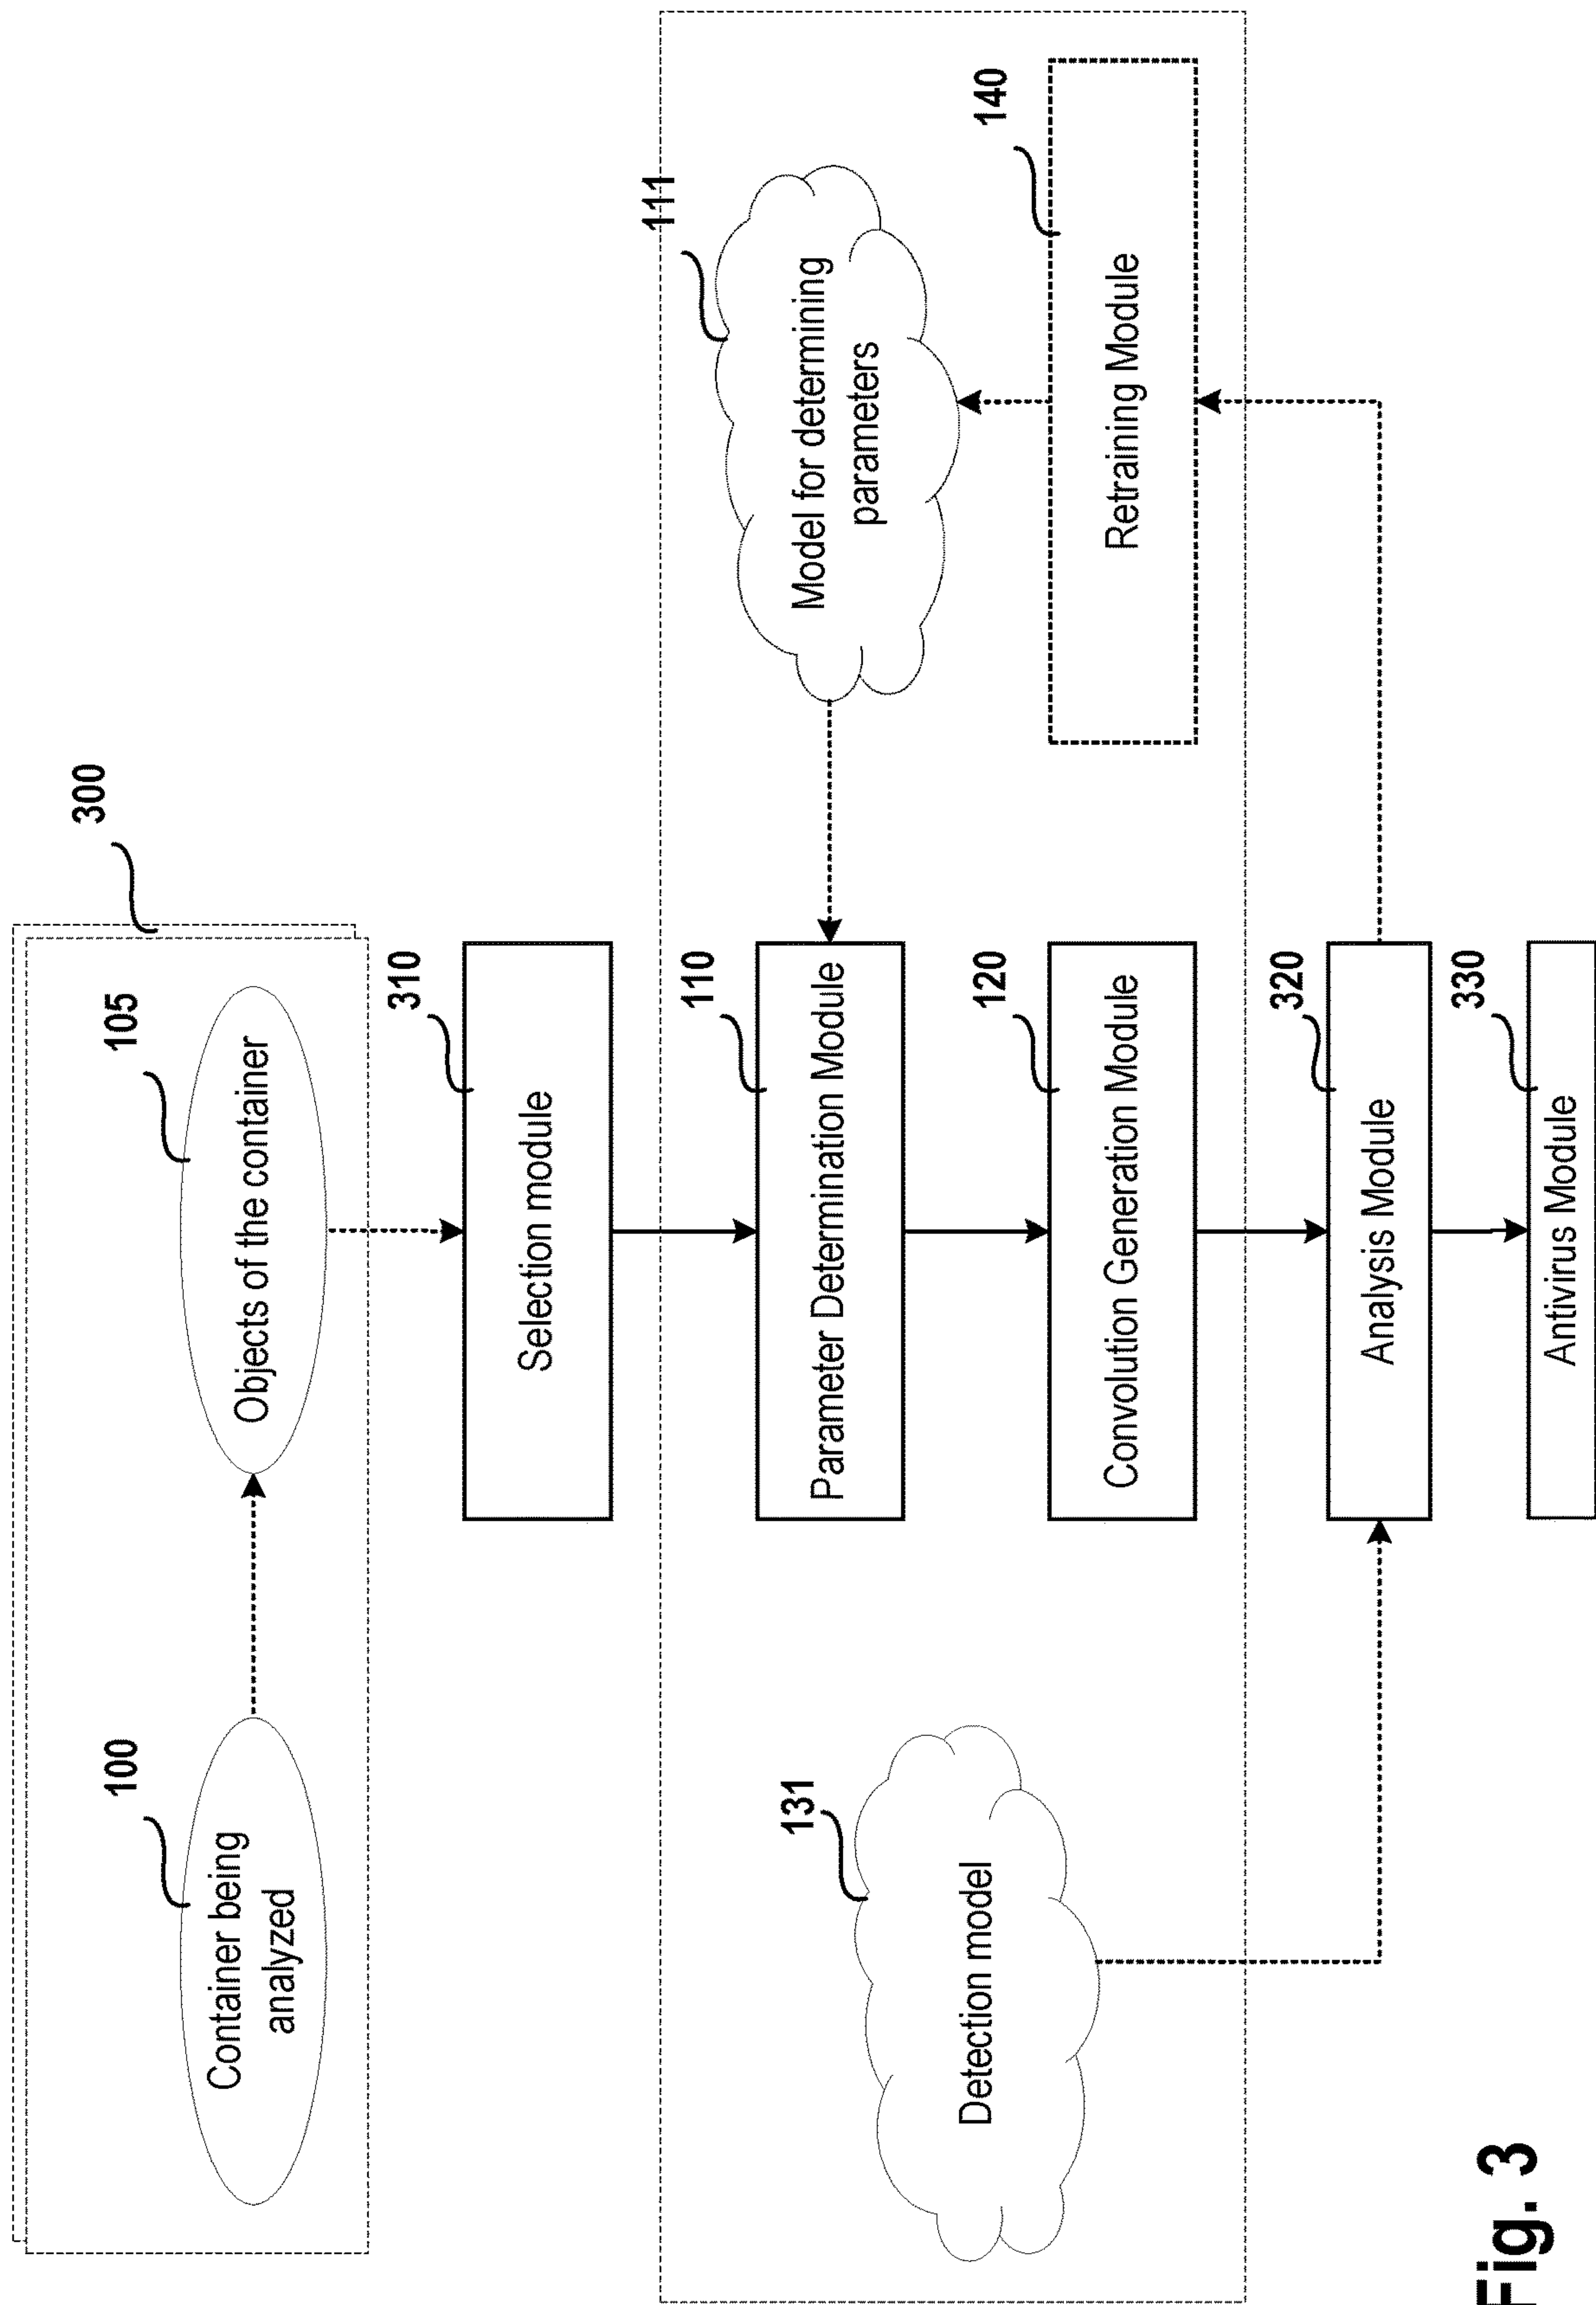 300
100
Container being
analyzed
105
Objects of the container
310
Selection module
111
Model for determining
parameters
110
Parameter Determination Module
131
Detection model
120
Convolution Generation Module
140
Retraining Module
320
Analysis Module
330
Antivirus Module
Fig. 3